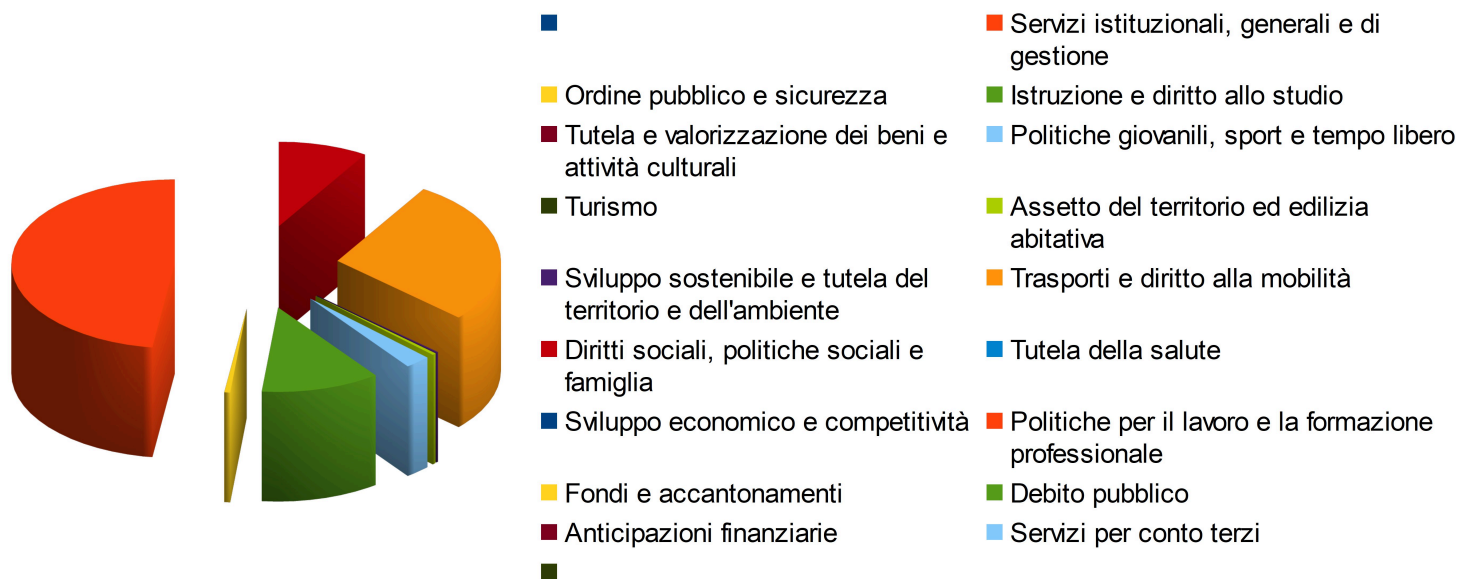 Servizi istituzionali, generali e di
gestione
Ordine pubblico e sicurezza
Istruzione e diritto allo studio
Tutela e valorizzazione dei beni e
attività culturali
Politiche giovanili, sport e tempo libero
Turismo
Assetto del territorio ed edilizia
abitativa
Sviluppo sostenibile e tutela del
territorio e dell'ambiente
Trasporti e diritto alla mobilità
Diritti sociali, politiche sociali e
famiglia
Tutela della salute
Sviluppo economico e competitività
Politiche per il lavoro e la formazione
professionale
Fondi e accantonamenti
Debito pubblico
Anticipazioni finanziarie
Servizi per conto terzi